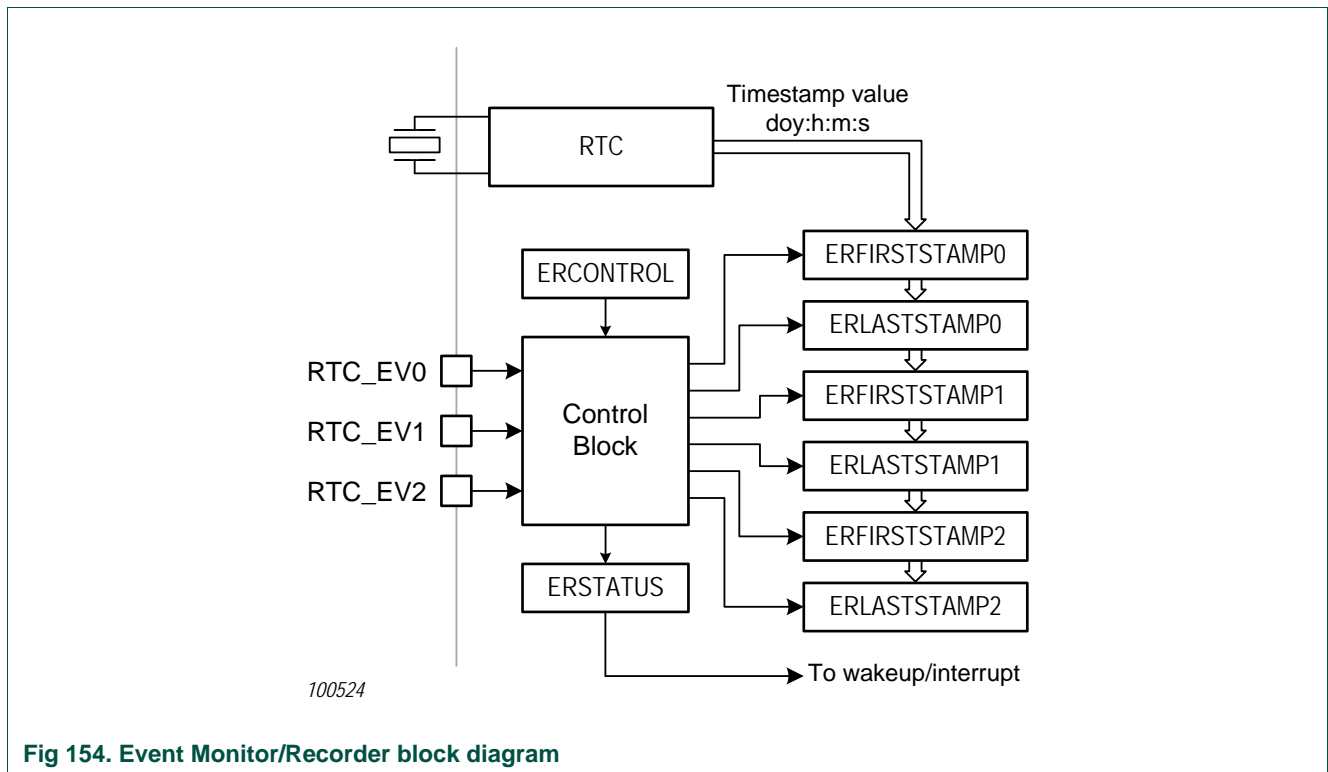 Timestamp value
doy:h:m:s
RTC
ERFIRSTSTAMP0
ERCONTROL
ERLASTSTAMP0
RTC_EV0
ERFIRSTSTAMP1
Control
Block
RTC_EV1
ERLASTSTAMP1
RTC_EV2
ERFIRSTSTAMP2
ERSTATUS
ERLASTSTAMP2
To wakeup/interrupt
100524
Fig 154. Event Monitor/Recorder block diagram